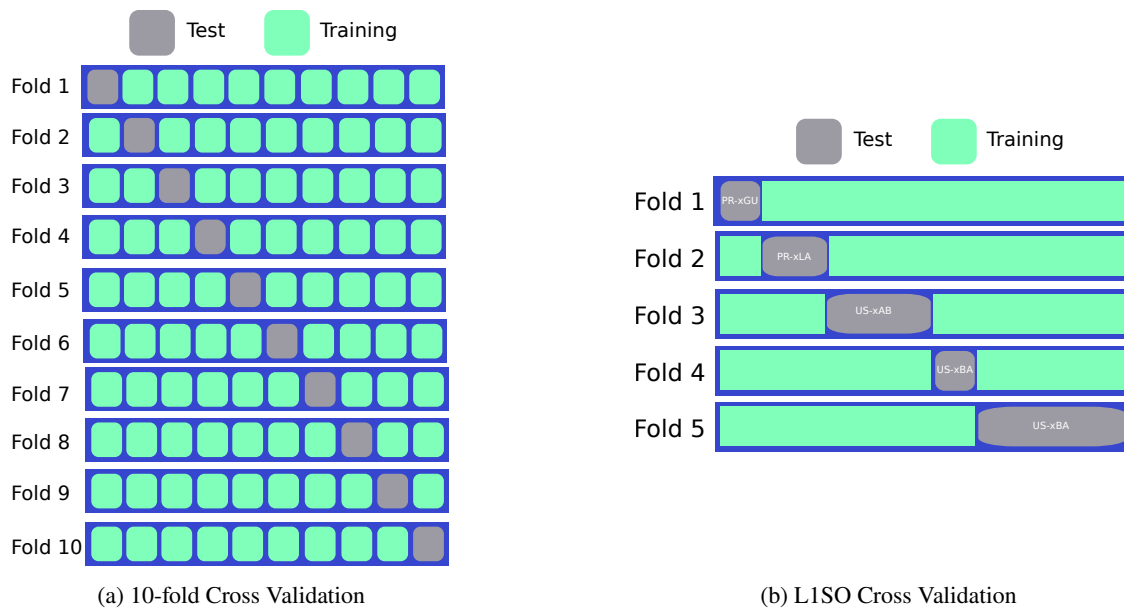 Test
Training
Fold 1
Fold 2
Fold 3
Fold 4
Fold 5
Fold 6
Fold 7
Fold 8
Fold 9
Fold 10
(a) 10-fold Cross Validation
Test
Training
Fold 1
PR-xGU
Fold 2
PR-xLA
Fold 3
US-xAB
Fold 4
US-xBA
Fold 5
US-xBA
(b) L1SO Cross Validation